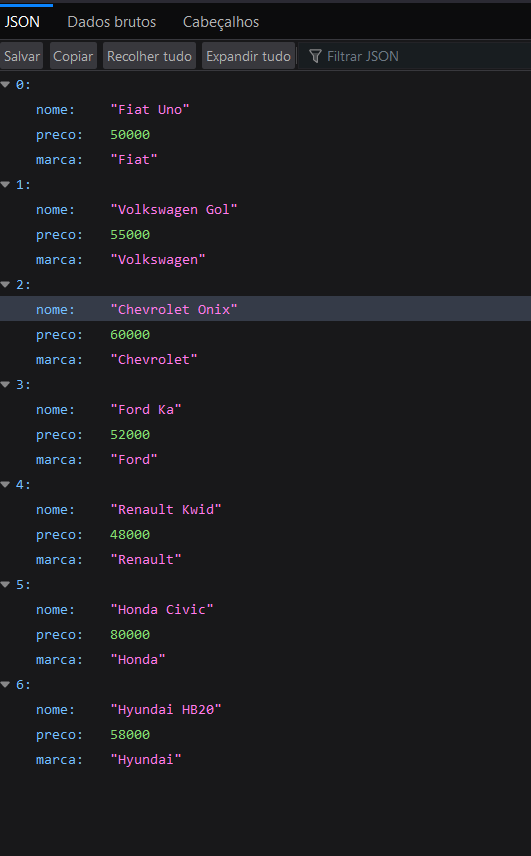 JSON Dados brutos Cabeçalhos
Salvar Copiar Recolher tudo Expandir tudo Filtrar JSON
0:
nome: "Fiat Uno"
preco: 50000
marca: "Fiat"
1:
nome: "Volkswagen Gol"
preco: 55000
marca: "Volkswagen"
2:
nome: "Chevrolet Onix"
preco: 60000
marca: "Chevrolet"
3:
nome: "Ford Ka"
preco: 52000
marca: "Ford"
4:
nome: "Renault Kwid"
preco: 48000
marca: "Renault"
5:
nome: "Honda Civic"
preco: 80000
marca: "Honda"
6:
nome: "Hyundai HB20"
preco: 58000
marca: "Hyundai"